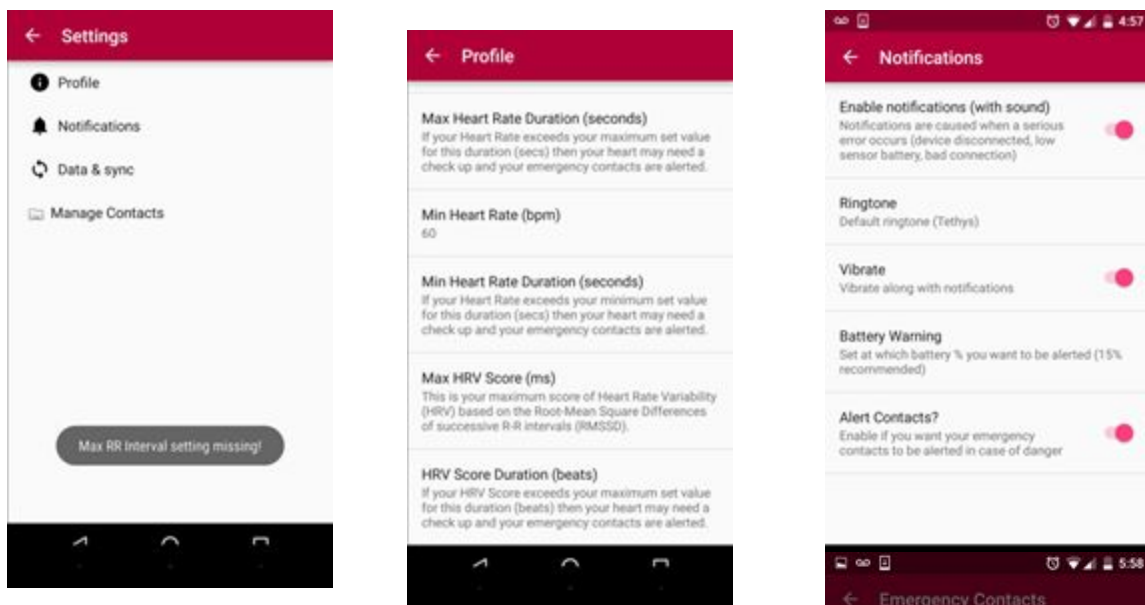 Settings
Profile
Notifications
Data & sync
Manage Contacts
Max RR Interval setting missing!
Profile
Max Heart Rate Duration (seconds)
If your Heart Rate exceeds your maximum set value
for this duration (secs) then your heart may need a
check up and your emergency contacts are alerted.
Min Heart Rate (bpm)
60
Min Heart Rate Duration (seconds)
If your Heart Rate exceeds your minimum set value
for this duration (secs) then your heart may need a
check up and your emergency contacts are alerted.
Max HRV Score (ms)
This is your maximum score of Heart Rate Variability
(HRV) based on the Root-Mean Square Differences
of successive R-R intervals (RMSSD).
HRV Score Duration (beats)
If your HRV Score exceeds your maximum set value
for this duration (beats) then your heart may need a
check up and your emergency contacts are alerted.
4:57
Notifications
Enable notifications (with sound)
Notifications are caused when a serious
error occurs (device disconnected, low
sensor battery, bad connection)
Ringtone
Default ringtone (Tethys)
Vibrate
Vibrate along with notifications
Battery Warning
Set at which battery % you want to be alerted (15%
recommended)
Alert Contacts?
Enable if you want your emergency
contacts to be alerted in case of danger
5:58
Emergency Contacts